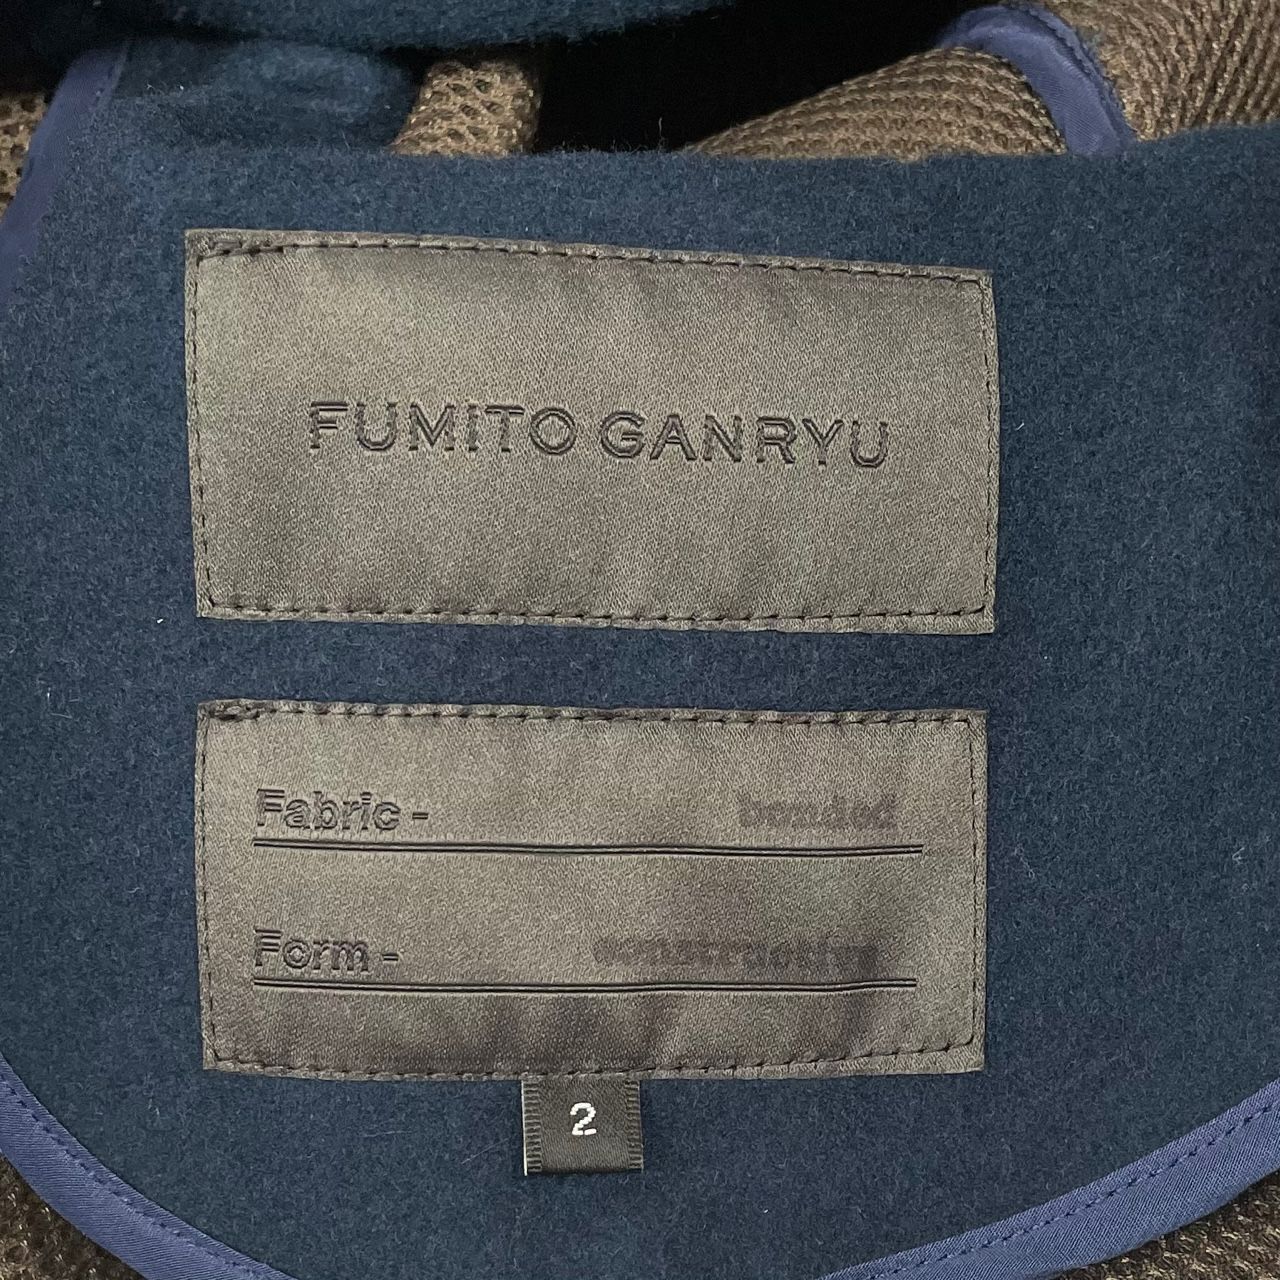 FUMITO GANRYU
Fabric -
Form -
2